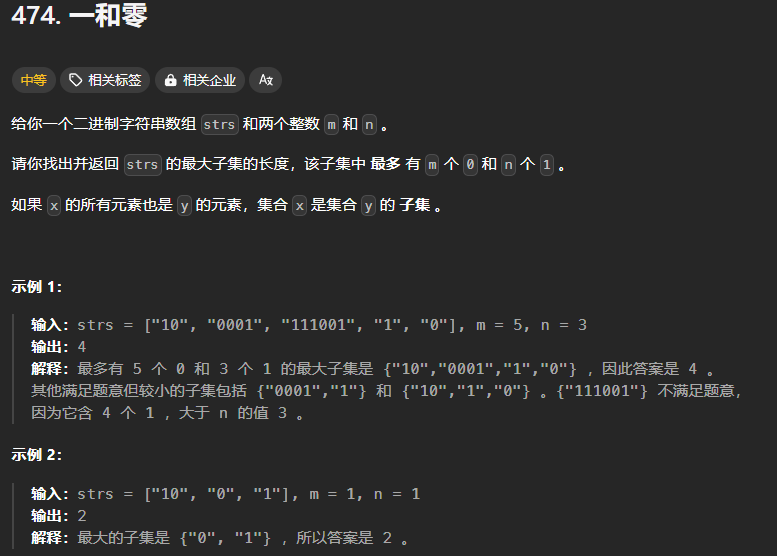 474. 一和零
中等 相关标签 相关企业 Aあ
给你一个二进制字符串数组 strs 和两个整数 m 和 n 。
请你找出并返回 strs 的最大子集的长度，该子集中 最多 有 m 个 0 和 n 个 1 。
如果 x 的所有元素也是 y 的元素，集合 x 是集合 y 的 子集 。
示例 1：
输入：strs = ["10", "0001", "111001", "1", "0"], m = 5, n = 3
输出：4
解释：最多有 5 个 0 和 3 个 1 的最大子集是 {"10","0001","1","0"} ，因此答案是 4 。
其他满足题意但较小的子集包括 {"0001","1"} 和 {"10","1","0"} 。{"111001"} 不满足题意，
因为它含 4 个 1 ，大于 n 的值 3 。
示例 2：
输入：strs = ["10", "0", "1"], m = 1, n = 1
输出：2
解释：最大的子集是 {"0", "1"} ，所以答案是 2 。